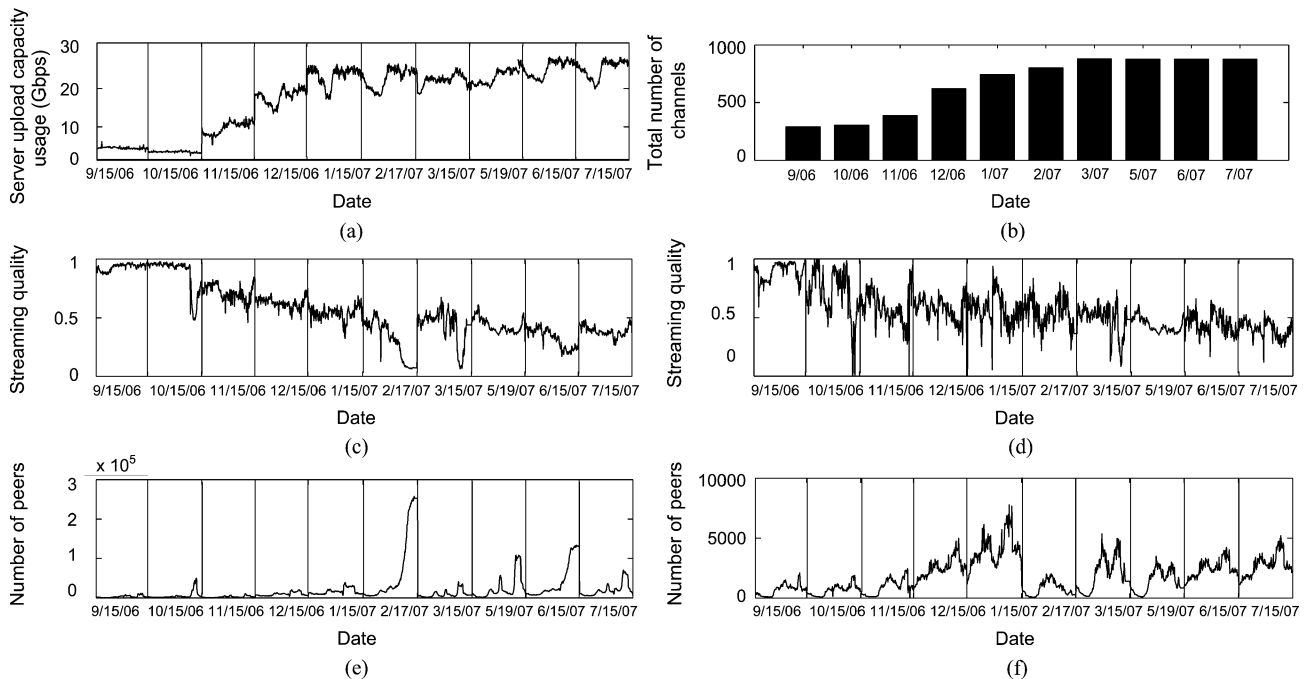 Server upload capacity
usage (Gbps)
30
20
10
0
9/15/06 10/15/06 11/15/06 12/15/06 1/15/07 2/17/07 3/15/07 5/19/07 6/15/07 7/15/07
Date
(a)
Total number of
channels
1000
500
0
9/06 10/06 11/06 12/06 1/07 2/07 3/07 5/07 6/07 7/07
Date
(b)
Streaming quality
1
0.5
0
9/15/06 10/15/06 11/15/06 12/15/06 1/15/07 2/17/07 3/15/07 5/19/07 6/15/07 7/15/07
Date
(c)
Streaming quality
1
0.5
0
9/15/06 10/15/06 11/15/06 12/15/06 1/15/07 2/17/07 3/15/07 5/19/07 6/15/07 7/15/07
Date
(d)
Number of peers
x 10⁵
3
2
1
0
9/15/06 10/15/06 11/15/06 12/15/06 1/15/07 2/17/07 3/15/07 5/19/07 6/15/07 7/15/07
Date
(e)
Number of peers
10000
5000
0
9/15/06 10/15/06 11/15/06 12/15/06 1/15/07 2/17/07 3/15/07 5/19/07 6/15/07 7/15/07
Date
(f)